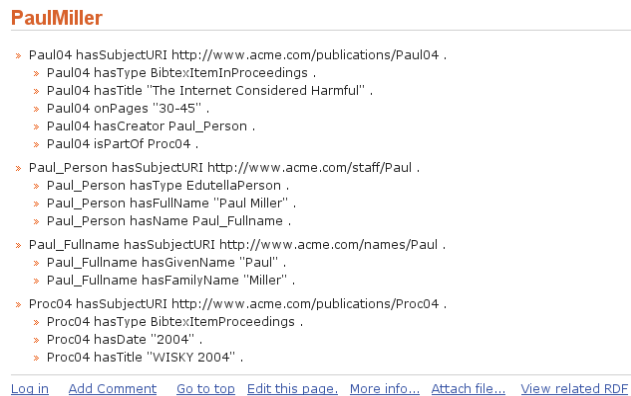 PaulMiller
» Paul04 hasSubjectURI http://www.acme.com/publications/Paul04 .
» Paul04 hasType BibtexItemInProceedings .
» Paul04 hasTitle "The Internet Considered Harmful" .
» Paul04 onPages "30-45" .
» Paul04 hasCreator Paul_Person .
» Paul04 isPartOf Proc04 .
» Paul_Person hasSubjectURI http://www.acme.com/staff/Paul .
» Paul_Person hasType EdutellaPerson .
» Paul_Person hasFullName "Paul Miller" .
» Paul_Person hasName Paul_Fullname .
» Paul_Fullname hasSubjectURI http://www.acme.com/names/Paul .
» Paul_Fullname hasGivenName "Paul" .
» Paul_Fullname hasFamilyName "Miller" .
» Proc04 hasSubjectURI http://www.acme.com/publications/Proc04 .
» Proc04 hasType BibtexItemProceedings .
» Proc04 hasDate "2004" .
» Proc04 hasTitle "WISKY 2004" .
Log in Add Comment Go to top Edit this page. More info... Attach file... View related RDF